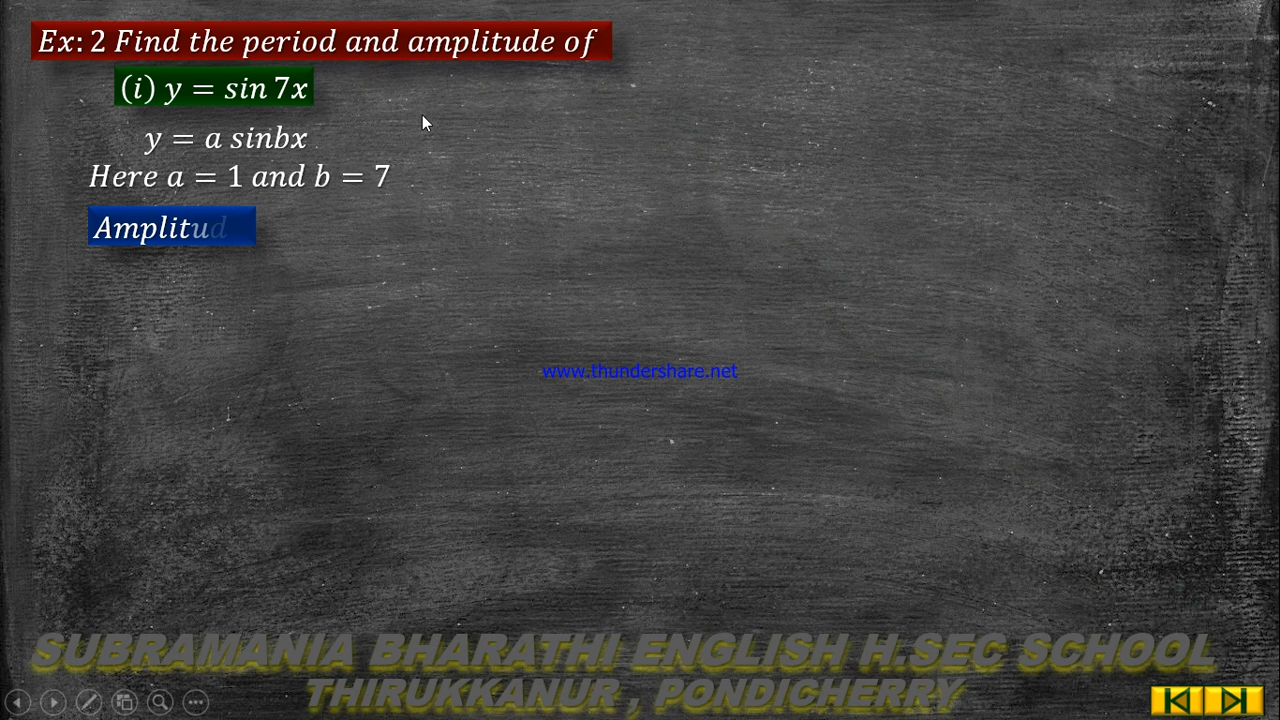 Ex: 2 Find the period and amplitude of
(i) y = sin 7x
y = a sinbx
Here a = 1 and b = 7
Amplitud
www.thundershare.net
SUBRAMANIA BHARATHI ENGLISH H.SEC SCHOOL
THIRUKKANUR , PONDICHERRY